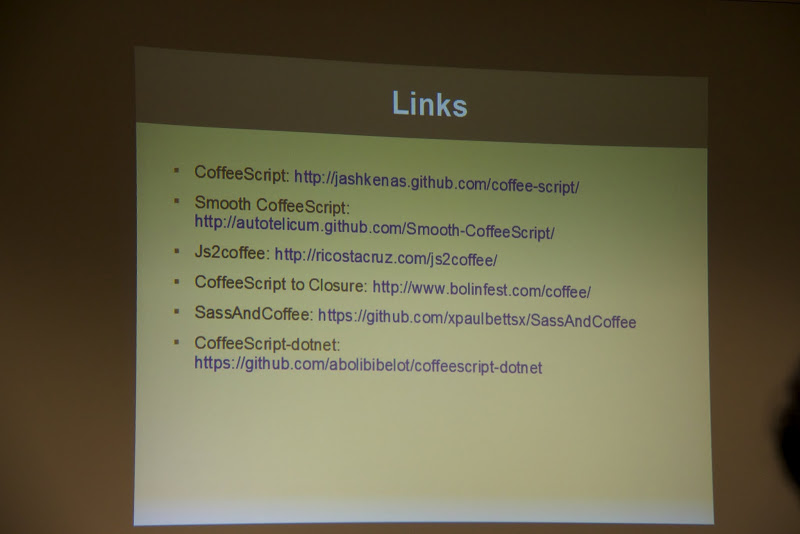 Links
CoffeeScript: http://jashkenas.github.com/coffee-script/
Smooth CoffeeScript:
http://autotelicum.github.com/Smooth-CoffeeScript/
Js2coffee: http://ricostacruz.com/js2coffee/
CoffeeScript to Closure: http://www.bolinfest.com/coffee/
SassAndCoffee: https://github.com/xpaulbettsx/SassAndCoffee
CoffeeScript-dotnet:
https://github.com/abolibibelot/coffeescript-dotnet